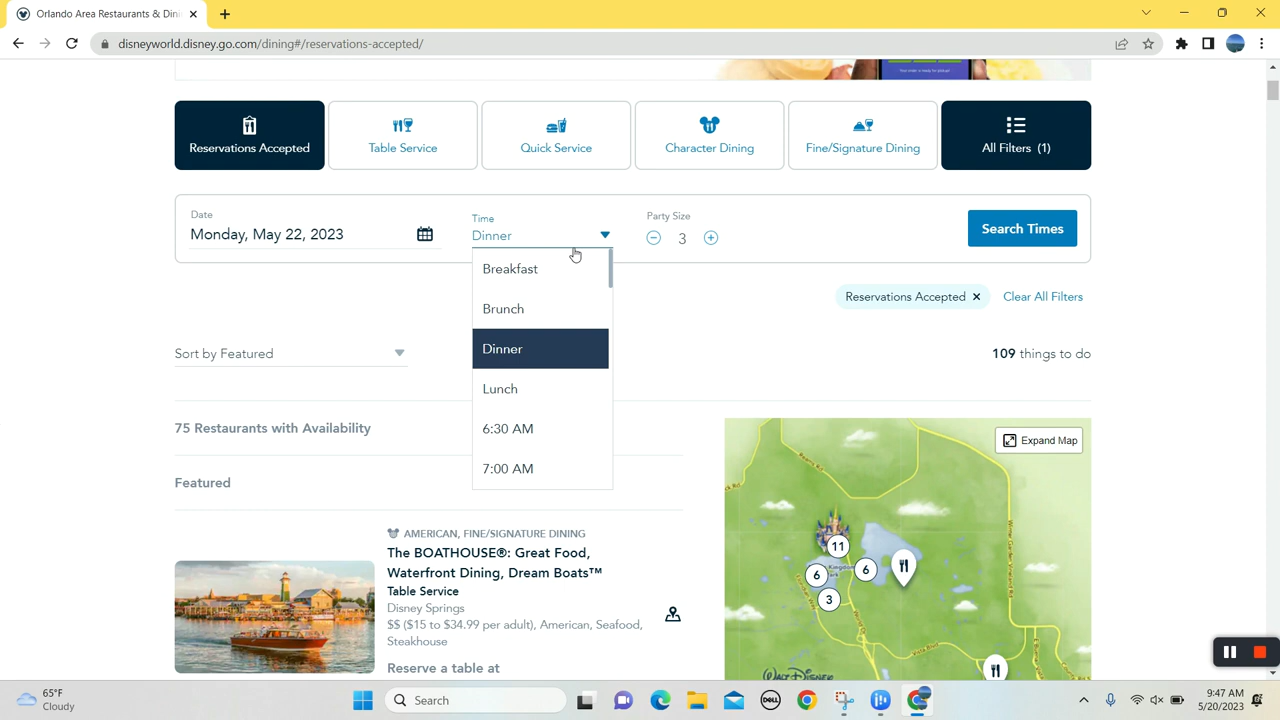 Orlando Area Restaurants & Dini
disneyworld.disney.go.com/dining#/reservations-accepted/
Reservations Accepted
Table Service
Quick Service
Character Dining
Fine/Signature Dining
All Filters (1)
Date
Monday, May 22, 2023
Time
Dinner
Party Size
3
Search Times
Breakfast
Brunch
Dinner
Lunch
6:30 AM
7:00 AM
Reservations Accepted
Clear All Filters
Sort by Featured
109 things to do
75 Restaurants with Availability
Featured
AMERICAN, FINE/SIGNATURE DINING
The BOATHOUSE®: Great Food,
Waterfront Dining, Dream Boats™
Table Service
Disney Springs
$$ ($15 to $34.99 per adult), American, Seafood,
Steakhouse
Reserve a table at
Expand Map
11
6
6
3
WALT DISNEY
65°F
Cloudy
Search
DELL
9:47 AM
5/20/2023